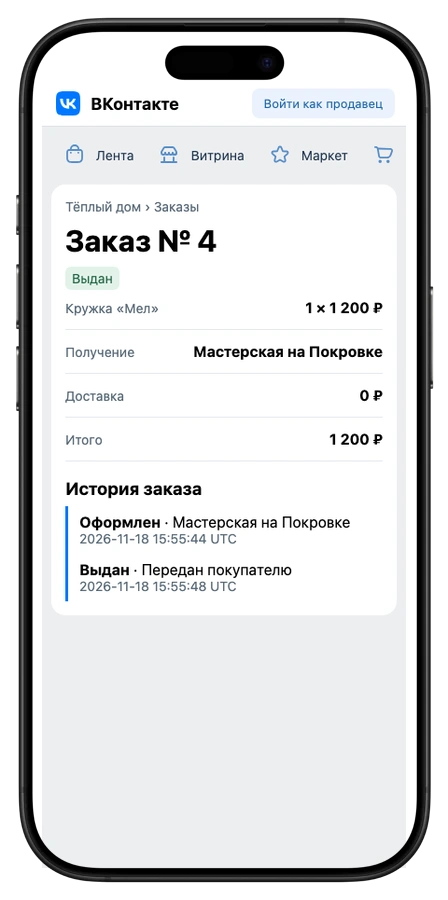 ВКонтакте
Войти как продавец
Лента
Витрина
Маркет
Тёплый дом › Заказы
Заказ № 4
Выдан
Кружка «Мел»
1 × 1 200 ₽
Получение
Мастерская на Покровке
Доставка
0 ₽
Итого
1 200 ₽
История заказа
Оформлен · Мастерская на Покровке
2026-11-18 15:55:44 UTC
Выдан · Передан покупателю
2026-11-18 15:55:48 UTC